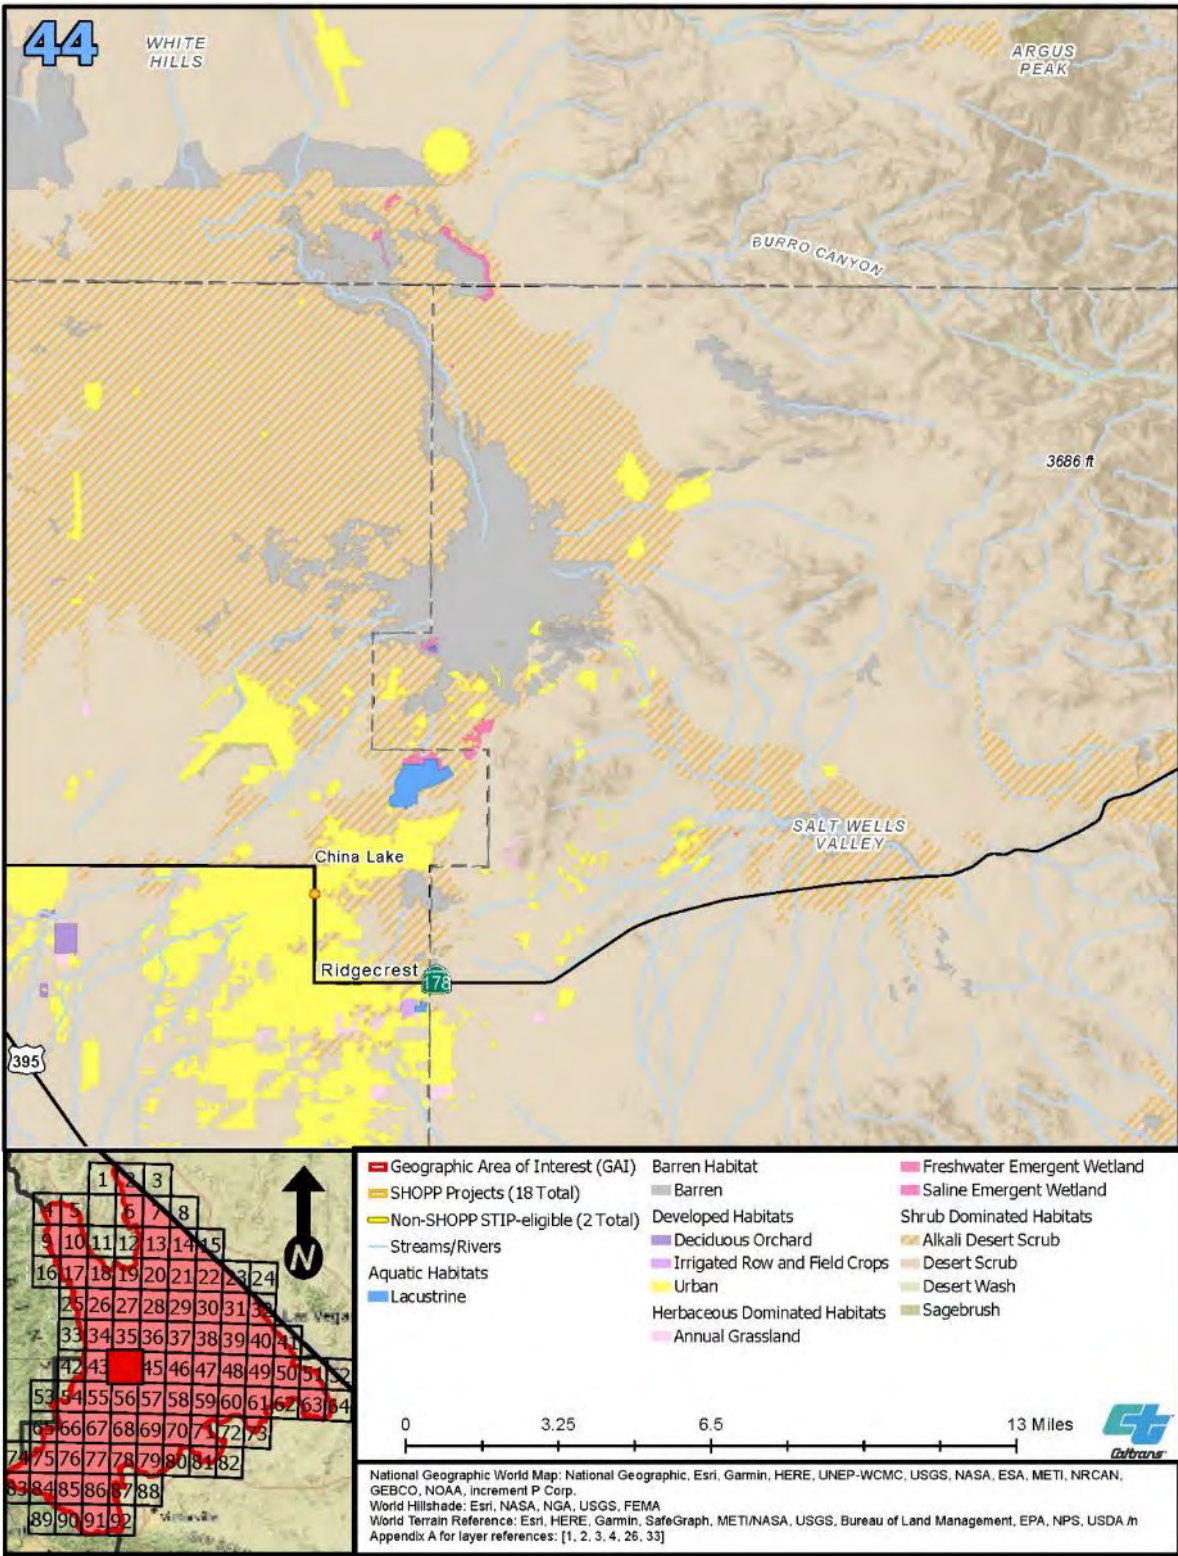 44
WHITE
HILLS
ARGUS
PEAK
BURRO CANYON
3686 ft
SALT WELLS
VALLEY
China Lake
Ridgecrest
178
395
1 2 3
4 5 6 7 8
9 10 11 12 13 14 15
16 17 18 19 20 21 22 23 24
25 26 27 28 29 30 31 32
Las Vegas
33 34 35 36 37 38 39 40 41
42 43 45 46 47 48 49 50 51 52
53 54 55 56 57 58 59 60 61 62 63 64
65 66 67 68 69 70 71 72 73
74 75 76 77 78 79 80 81 82
83 84 85 86 87 88
89 90 91 92
N
Geographic Area of Interest (GAI)
SHOPP Projects (18 Total)
Non-SHOPP STIP-eligible (2 Total)
Streams/Rivers
Aquatic Habitats
Lacustrine
Barren Habitat
Barren
Developed Habitats
Deciduous Orchard
Irrigated Row and Field Crops
Urban
Herbaceous Dominated Habitats
Annual Grassland
Freshwater Emergent Wetland
Saline Emergent Wetland
Shrub Dominated Habitats
Alkali Desert Scrub
Desert Scrub
Desert Wash
Sagebrush
0 3.25 6.5 13 Miles
ct
Caltrans
National Geographic World Map: National Geographic, Esri, Garmin, HERE, UNEP-WCMC, USGS, NASA, ESA, METI, NRCAN,
GEBCO, NOAA, increment P Corp.
World Hillshade: Esri, NASA, NGA, USGS, FEMA
World Terrain Reference: Esri, HERE, Garmin, SafeGraph, METI/NASA, USGS, Bureau of Land Management, EPA, NPS, USDA /n
Appendix A for layer references: [1, 2, 3, 4, 26, 33]